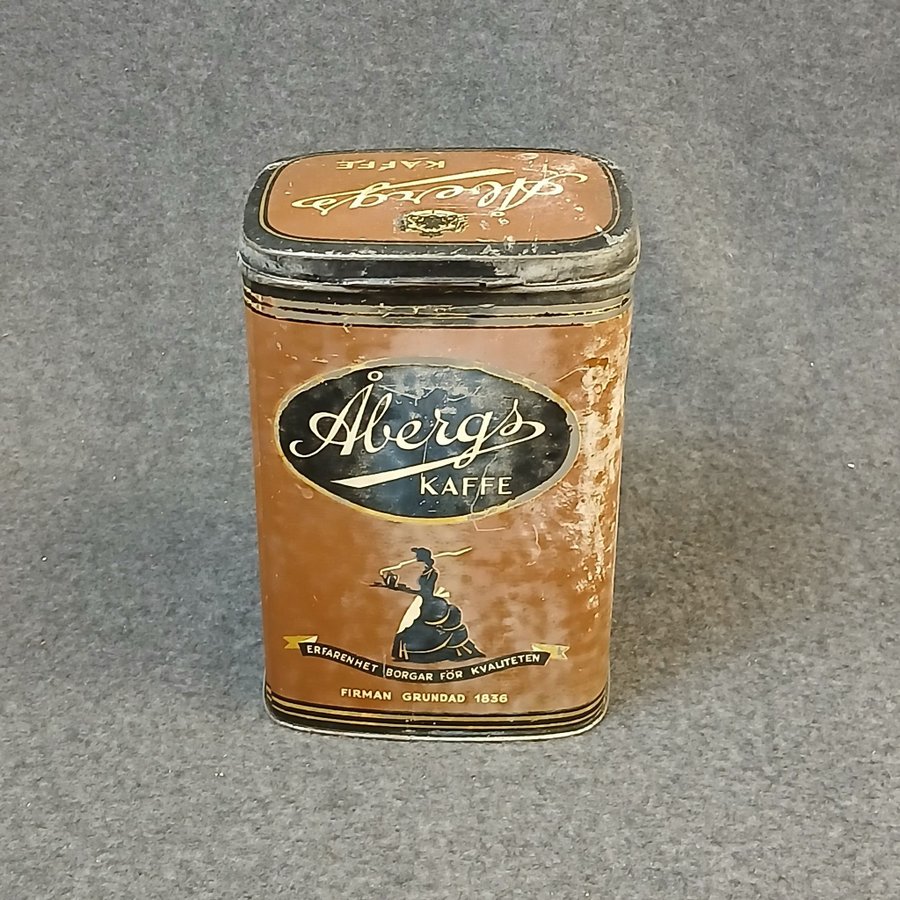 Åbergs
KAFFE
Åbergs
KAFFE
ERFARENHET BORGAR FÖR KVALITETEN
FIRMAN GRUNDAD 1836